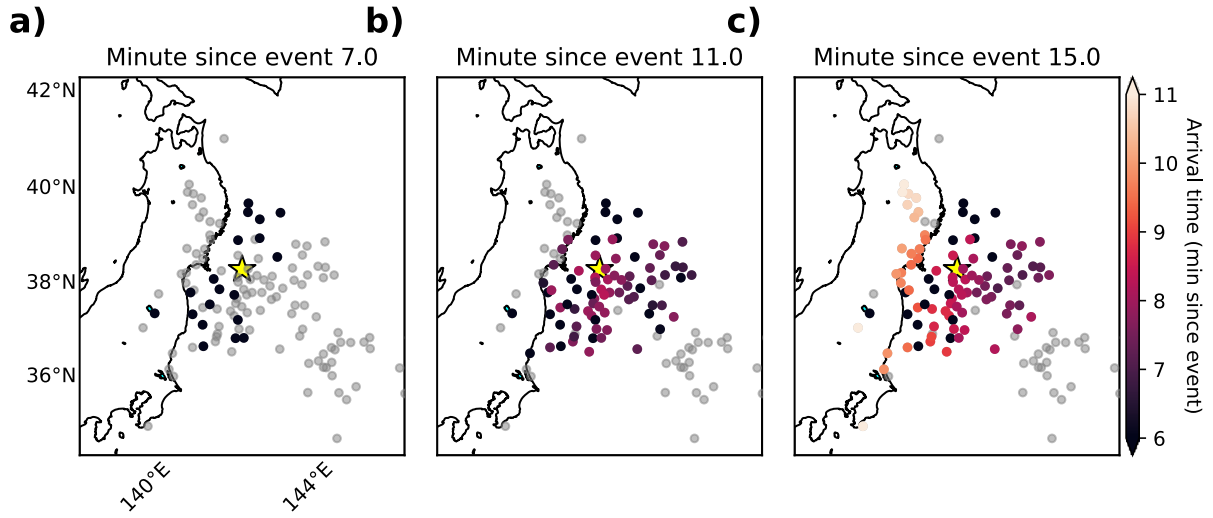 a)
b)
c)
Minute since event 7.0
Minute since event 11.0
Minute since event 15.0
42°N
40°N
38°N
36°N
140°E
144°E
11
10
9
8
7
6
Arrival time (min since event)